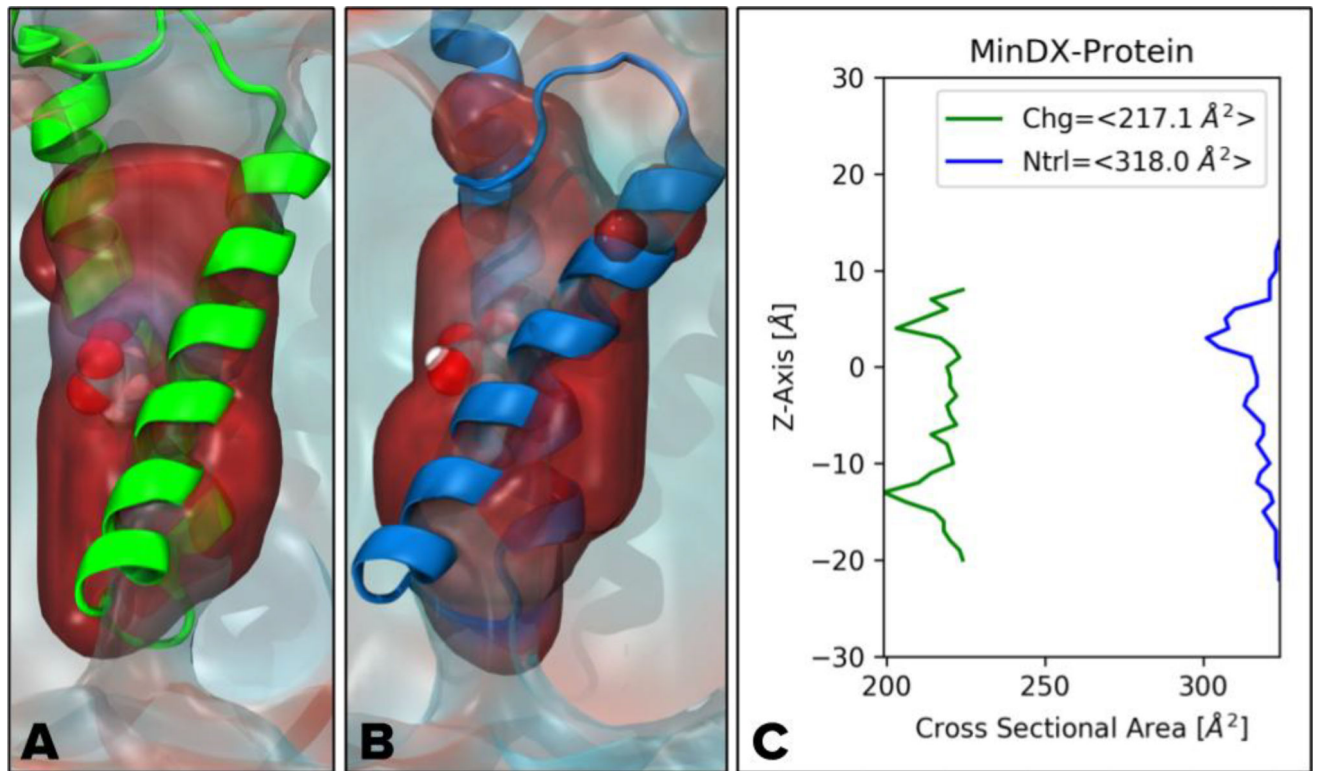 A
B
C
MinDX-Protein
Chg=<217.1 Å²>
Ntrl=<318.0 Å²>
30
20
10
0
−10
−20
−30
Z-Axis [Å]
200
250
300
Cross Sectional Area [Å²]